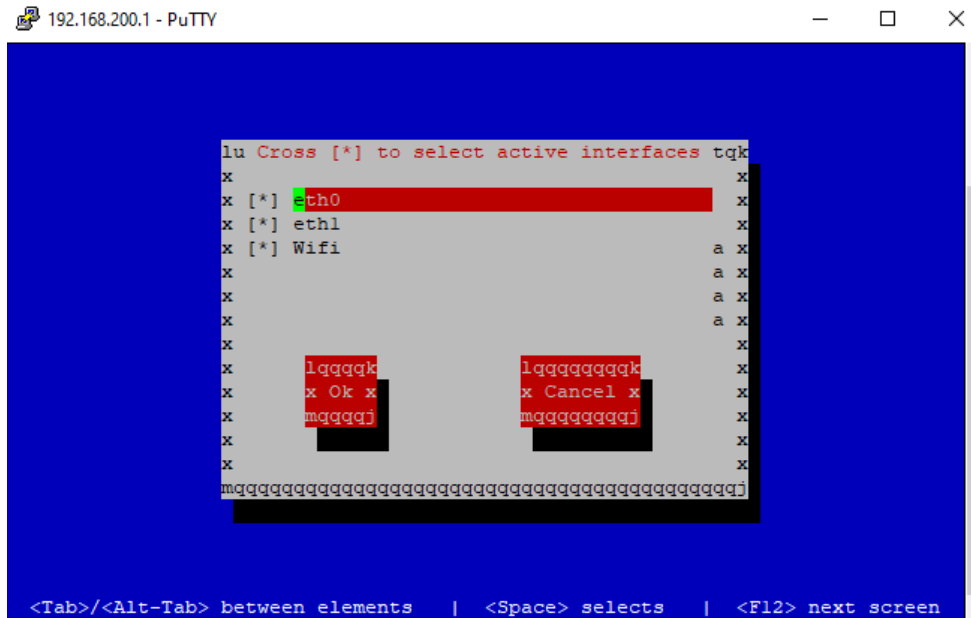 192.168.200.1 - PuTTY
lu Cross [*] to select active interfaces tqk
x x
x [*] eth0 x
x [*] eth1 x
x [*] Wifi a x
x a x
x a x
x a x
x x
x lqqqqk lqqqqqqqqk x
x x Ok x x Cancel x x
x mqqqqj mqqqqqqqqj x
x x
x x
mqqqqqqqqqqqqqqqqqqqqqqqqqqqqqqqqqqqqqqqqqqj
<Tab>/<Alt-Tab> between elements | <Space> selects | <F12> next screen